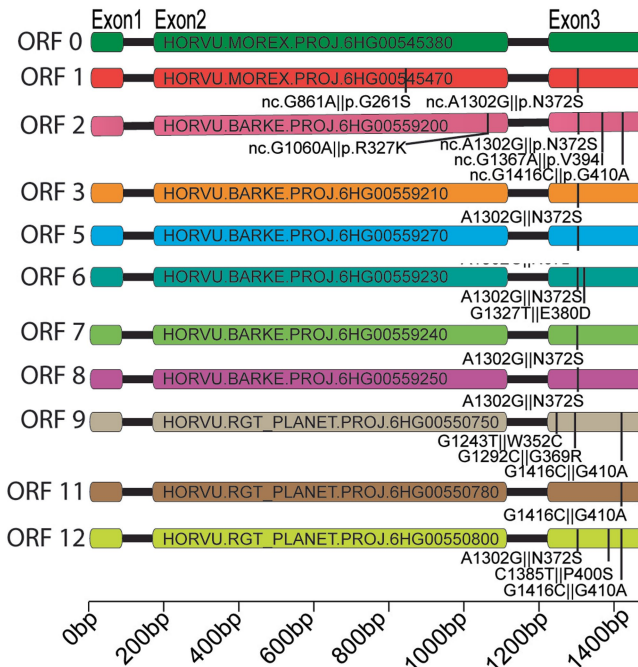 Exon1 Exon2 Exon3
ORF 0 HORVU.MOREX.PROJ.6HG00545380
ORF 1 HORVU.MOREX.PROJ.6HG00545470
nc.G861A||p.G261S nc.A1302G||p.N372S
ORF 2 HORVU.BARKE.PROJ.6HG00559200
nc.G1060A||p.R327K nc.A1302G||p.N372S
nc.G1367A||p.V394I
nc.G1416C||p.G410A
ORF 3 HORVU.BARKE.PROJ.6HG00559210
A1302G||N372S
ORF 5 HORVU.BARKE.PROJ.6HG00559270
ORF 6 HORVU.BARKE.PROJ.6HG00559230
A1302G||N372S
G1327T||E380D
ORF 7 HORVU.BARKE.PROJ.6HG00559240
A1302G||N372S
ORF 8 HORVU.BARKE.PROJ.6HG00559250
A1302G||N372S
ORF 9 HORVU.RGT_PLANET.PROJ.6HG00550750
G1243T||W352C
G1292C||G369R
G1416C||G410A
ORF 11 HORVU.RGT_PLANET.PROJ.6HG00550780
G1416C||G410A
ORF 12 HORVU.RGT_PLANET.PROJ.6HG00550800
A1302G||N372S
C1385T||P400S
G1416C||G410A
0bp 200bp 400bp 600bp 800bp 1000bp 1200bp 1400bp